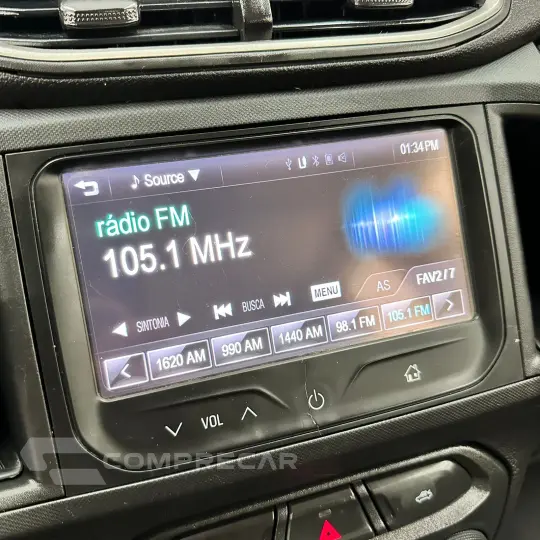 ♪ Source ▼
01:34 PM
rádio FM
105.1 MHz
SINTONIA
BUSCA
MENU
AS
FAV2/7
1620 AM
990 AM
1440 AM
98.1 FM
105.1 FM
VOL
COMPRECAR